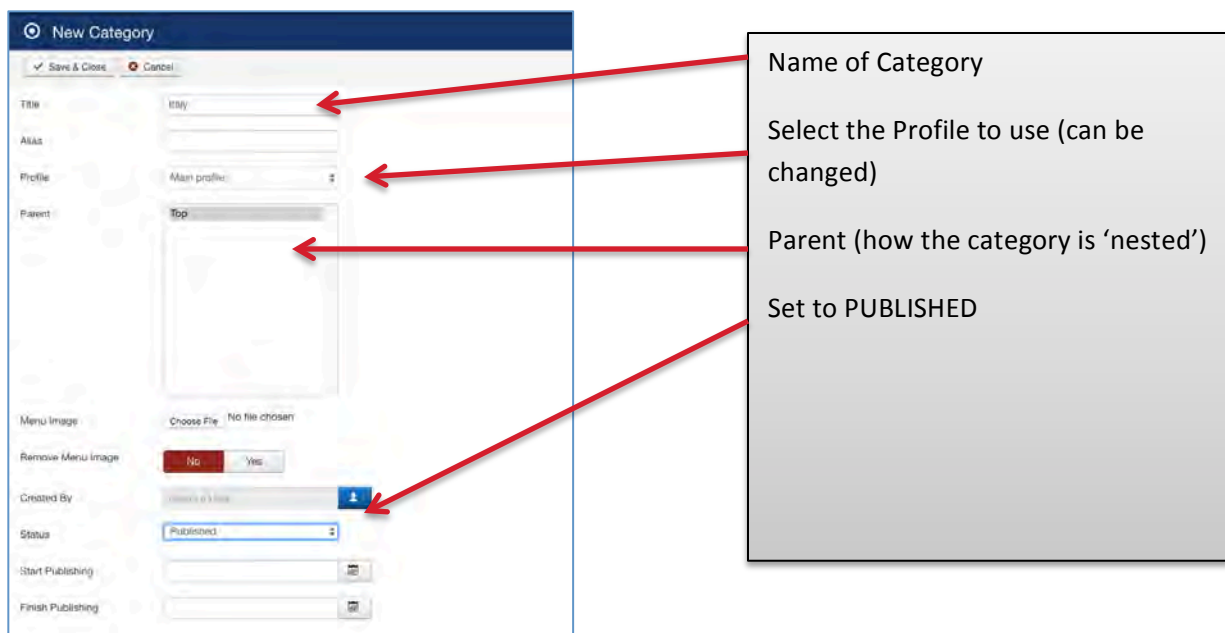 New Category
Save & Close Cancel
Title Italy
Alias
Profile Main profile
Parent Top
Menu Image Choose File No file chosen
Remove Menu Image No Yes
Created By
Status Published
Start Publishing
Finish Publishing
Name of Category
Select the Profile to use (can be
changed)
Parent (how the category is ‘nested’)
Set to PUBLISHED